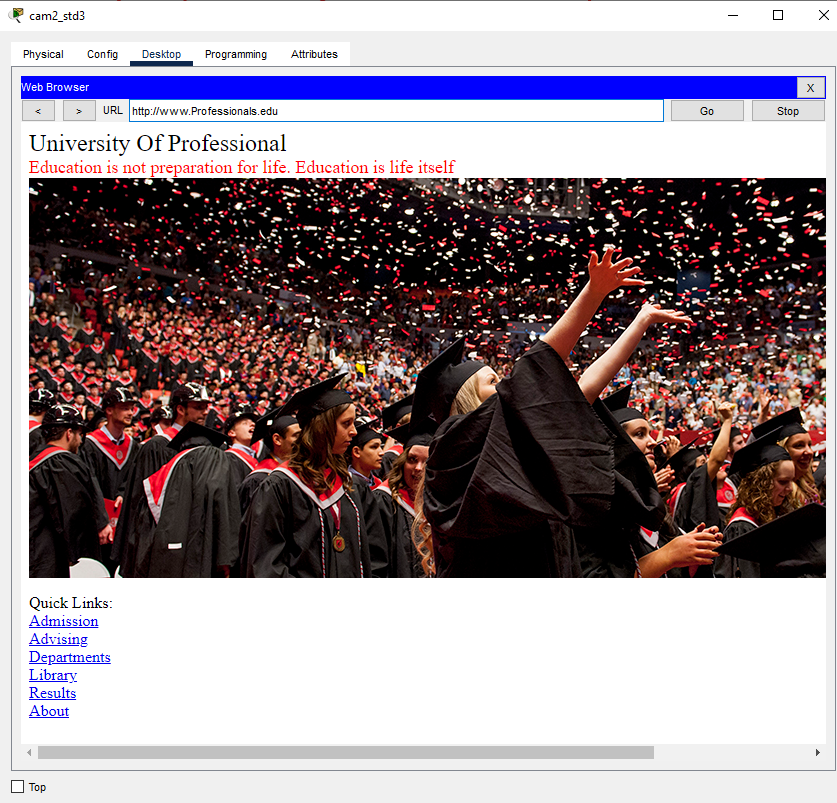 cam2_std3
Physical Config Desktop Programming Attributes
Web Browser X
< > URL http://www.Professionals.edu Go Stop
University Of Professional
Education is not preparation for life. Education is life itself
Quick Links:
Admission
Advising
Departments
Library
Results
About
Top